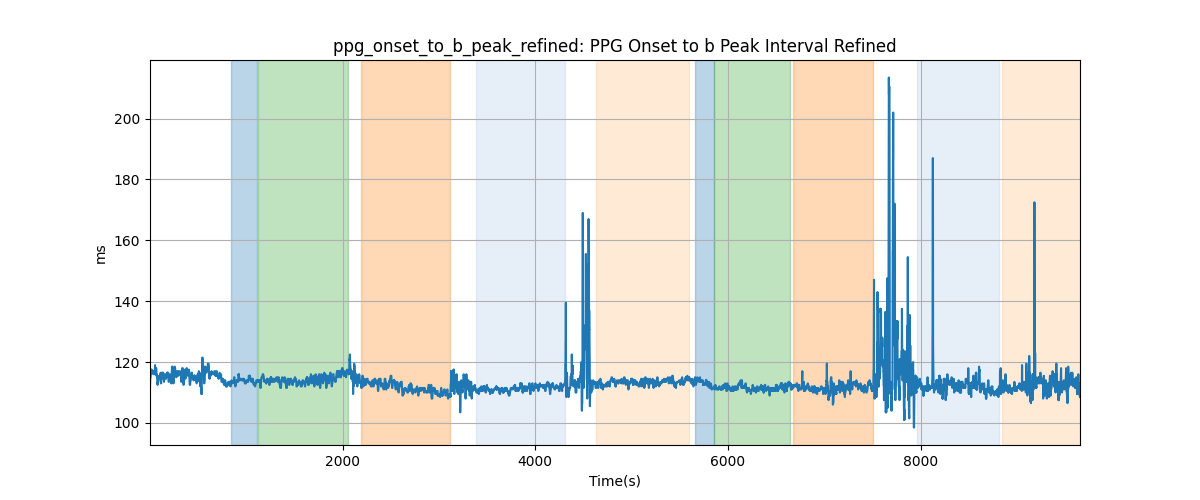 ppg_onset_to_b_peak_refined: PPG Onset to b Peak Interval Refined
200
180
160
140
120
100
ms
2000 4000 6000 8000
Time(s)